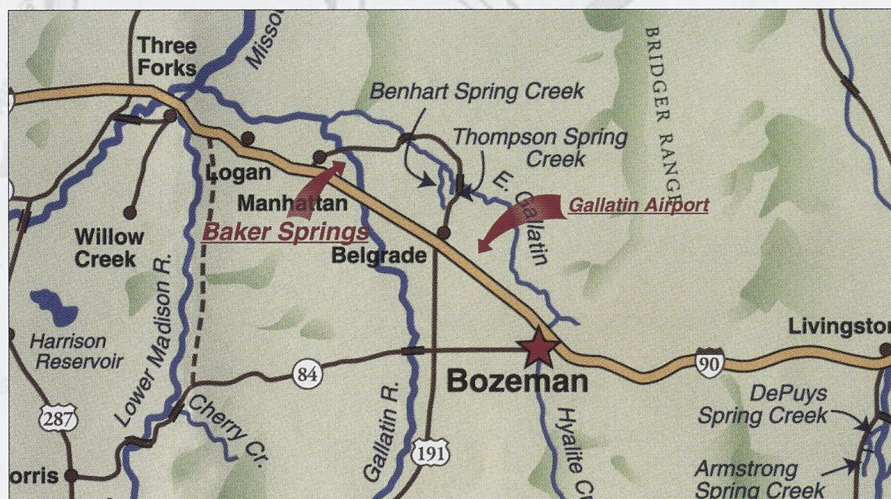 Three
Forks
Misso
BRIDGER RANGE
Benhart Spring Creek
Thompson Spring
Creek
Logan
E. Gallatin
Manhattan
Gallatin Airport
Baker Springs
Willow
Creek
Belgrade
Lower Madison R.
Harrison
Reservoir
Livingston
84
90
Bozeman
287
Cherry Cr.
Gallatin R.
191
Hyalite Cr
DePuys
Spring Creek
orris
Armstrong
Spring Creek